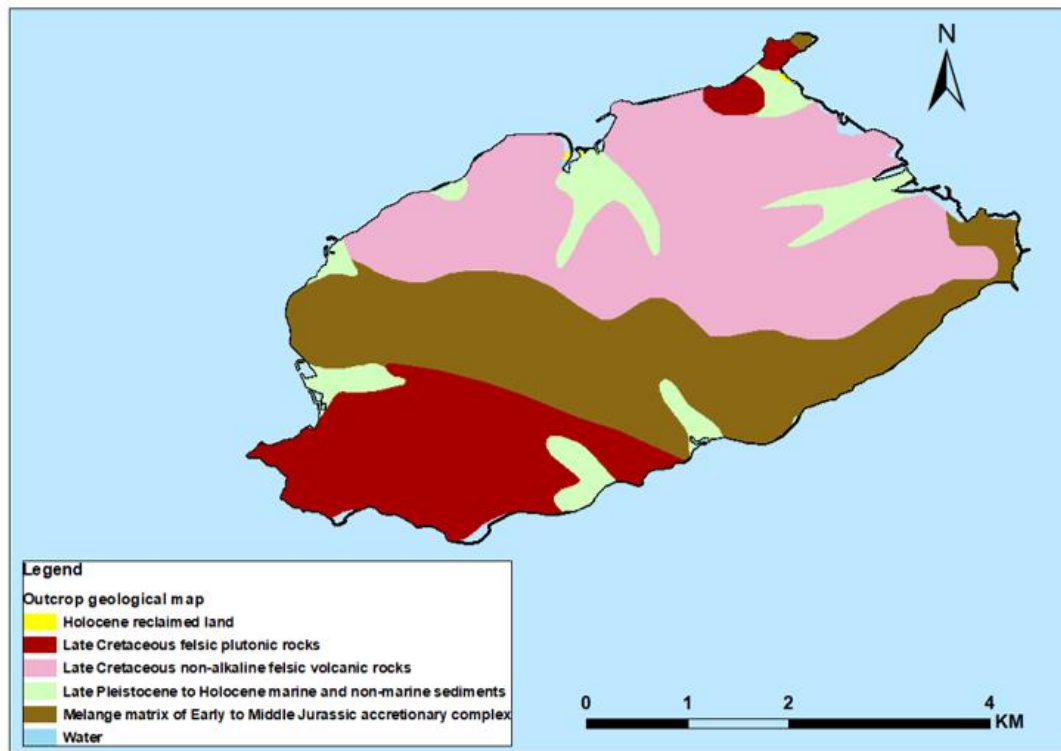 N
Legend
Outcrop geological map
Holocene reclaimed land
Late Cretaceous felsic plutonic rocks
Late Cretaceous non-alkaline felsic volcanic rocks
Late Pleistocene to Holocene marine and non-marine sediments
Melange matrix of Early to Middle Jurassic accretionary complex
Water
0 1 2 4
KM